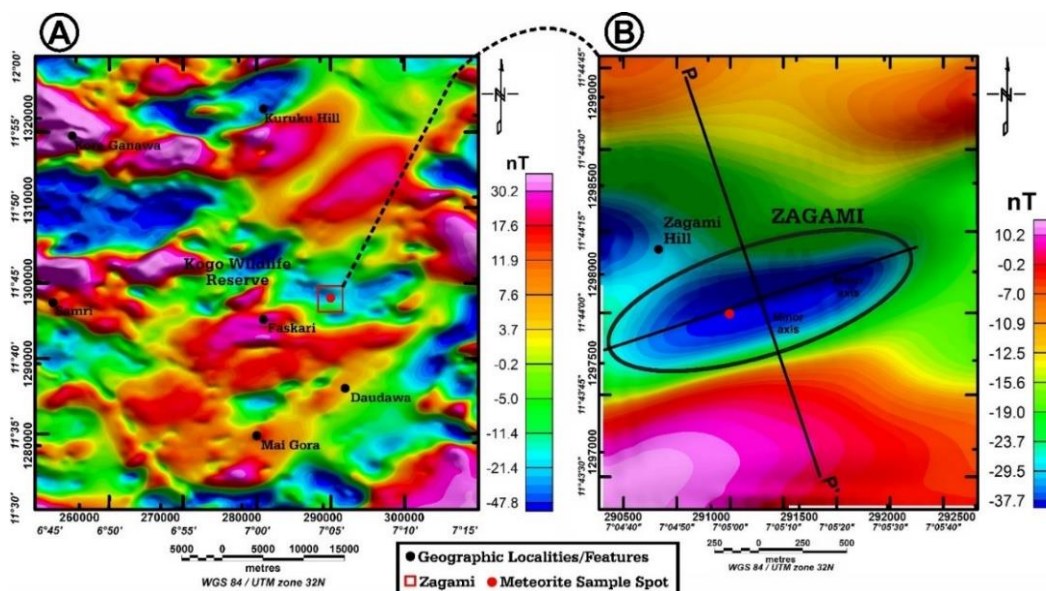 A
B
12°00'
11°55'
11°50'
11°45'
11°40'
11°35'
11°30'
1320000
1310000
1300000
1290000
1280000
Kuruku Hill
Ganawa
Kogo Wildlife
Reserve
Faskari
Daudawa
Mai Gora
260000
270000
280000
290000
300000
6°45'
6°50'
6°55'
7°00'
7°05'
7°10'
7°15'
5000 0 5000 10000 15000
metres
WGS 84 / UTM zone 32N
N
nT
30.2
17.6
11.9
7.6
3.7
-0.2
-5.0
-11.4
-21.4
-47.8
11°44'45"
11°44'30"
11°44'15"
11°44'00"
11°43'45"
11°43'30"
1299000
1298500
1298000
1297500
1297000
P
ZAGAMI
Zagami
Hill
axis
minor
axis
P'
290500
291000
291500
292000
292500
7°04'50"
7°05'00"
7°05'10"
7°05'20"
7°05'40"
250 0 250 500
metres
WGS 84 / UTM zone 32N
N
nT
10.2
-0.2
-7.2
-10.9
-12.5
-15.6
-19.0
-23.7
-29.5
-37.7
Geographic Localities/Features
Zagami
Meteorite Sample Spot